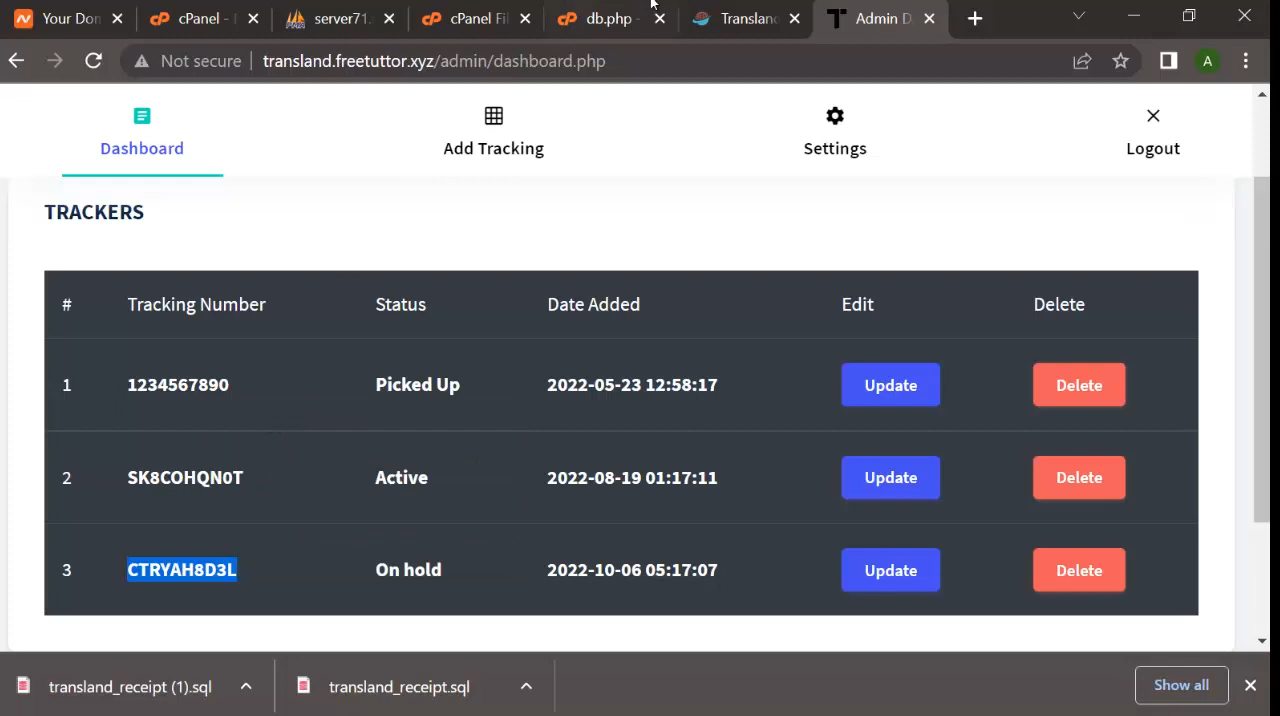 Your Dor
cPanel -
server71.
cPanel Fil
db.php -
Transland
Admin D
Not secure
transland.freetuttor.xyz/admin/dashboard.php
A
Dashboard
Add Tracking
Settings
Logout
TRACKERS
# Tracking Number Status Date Added Edit Delete
1 1234567890 Picked Up 2022-05-23 12:58:17 Update Delete
2 SK8COHQN0T Active 2022-08-19 01:17:11 Update Delete
3 CTRYAH8D3L On hold 2022-10-06 05:17:07 Update Delete
transland_receipt (1).sql
transland_receipt.sql
Show all